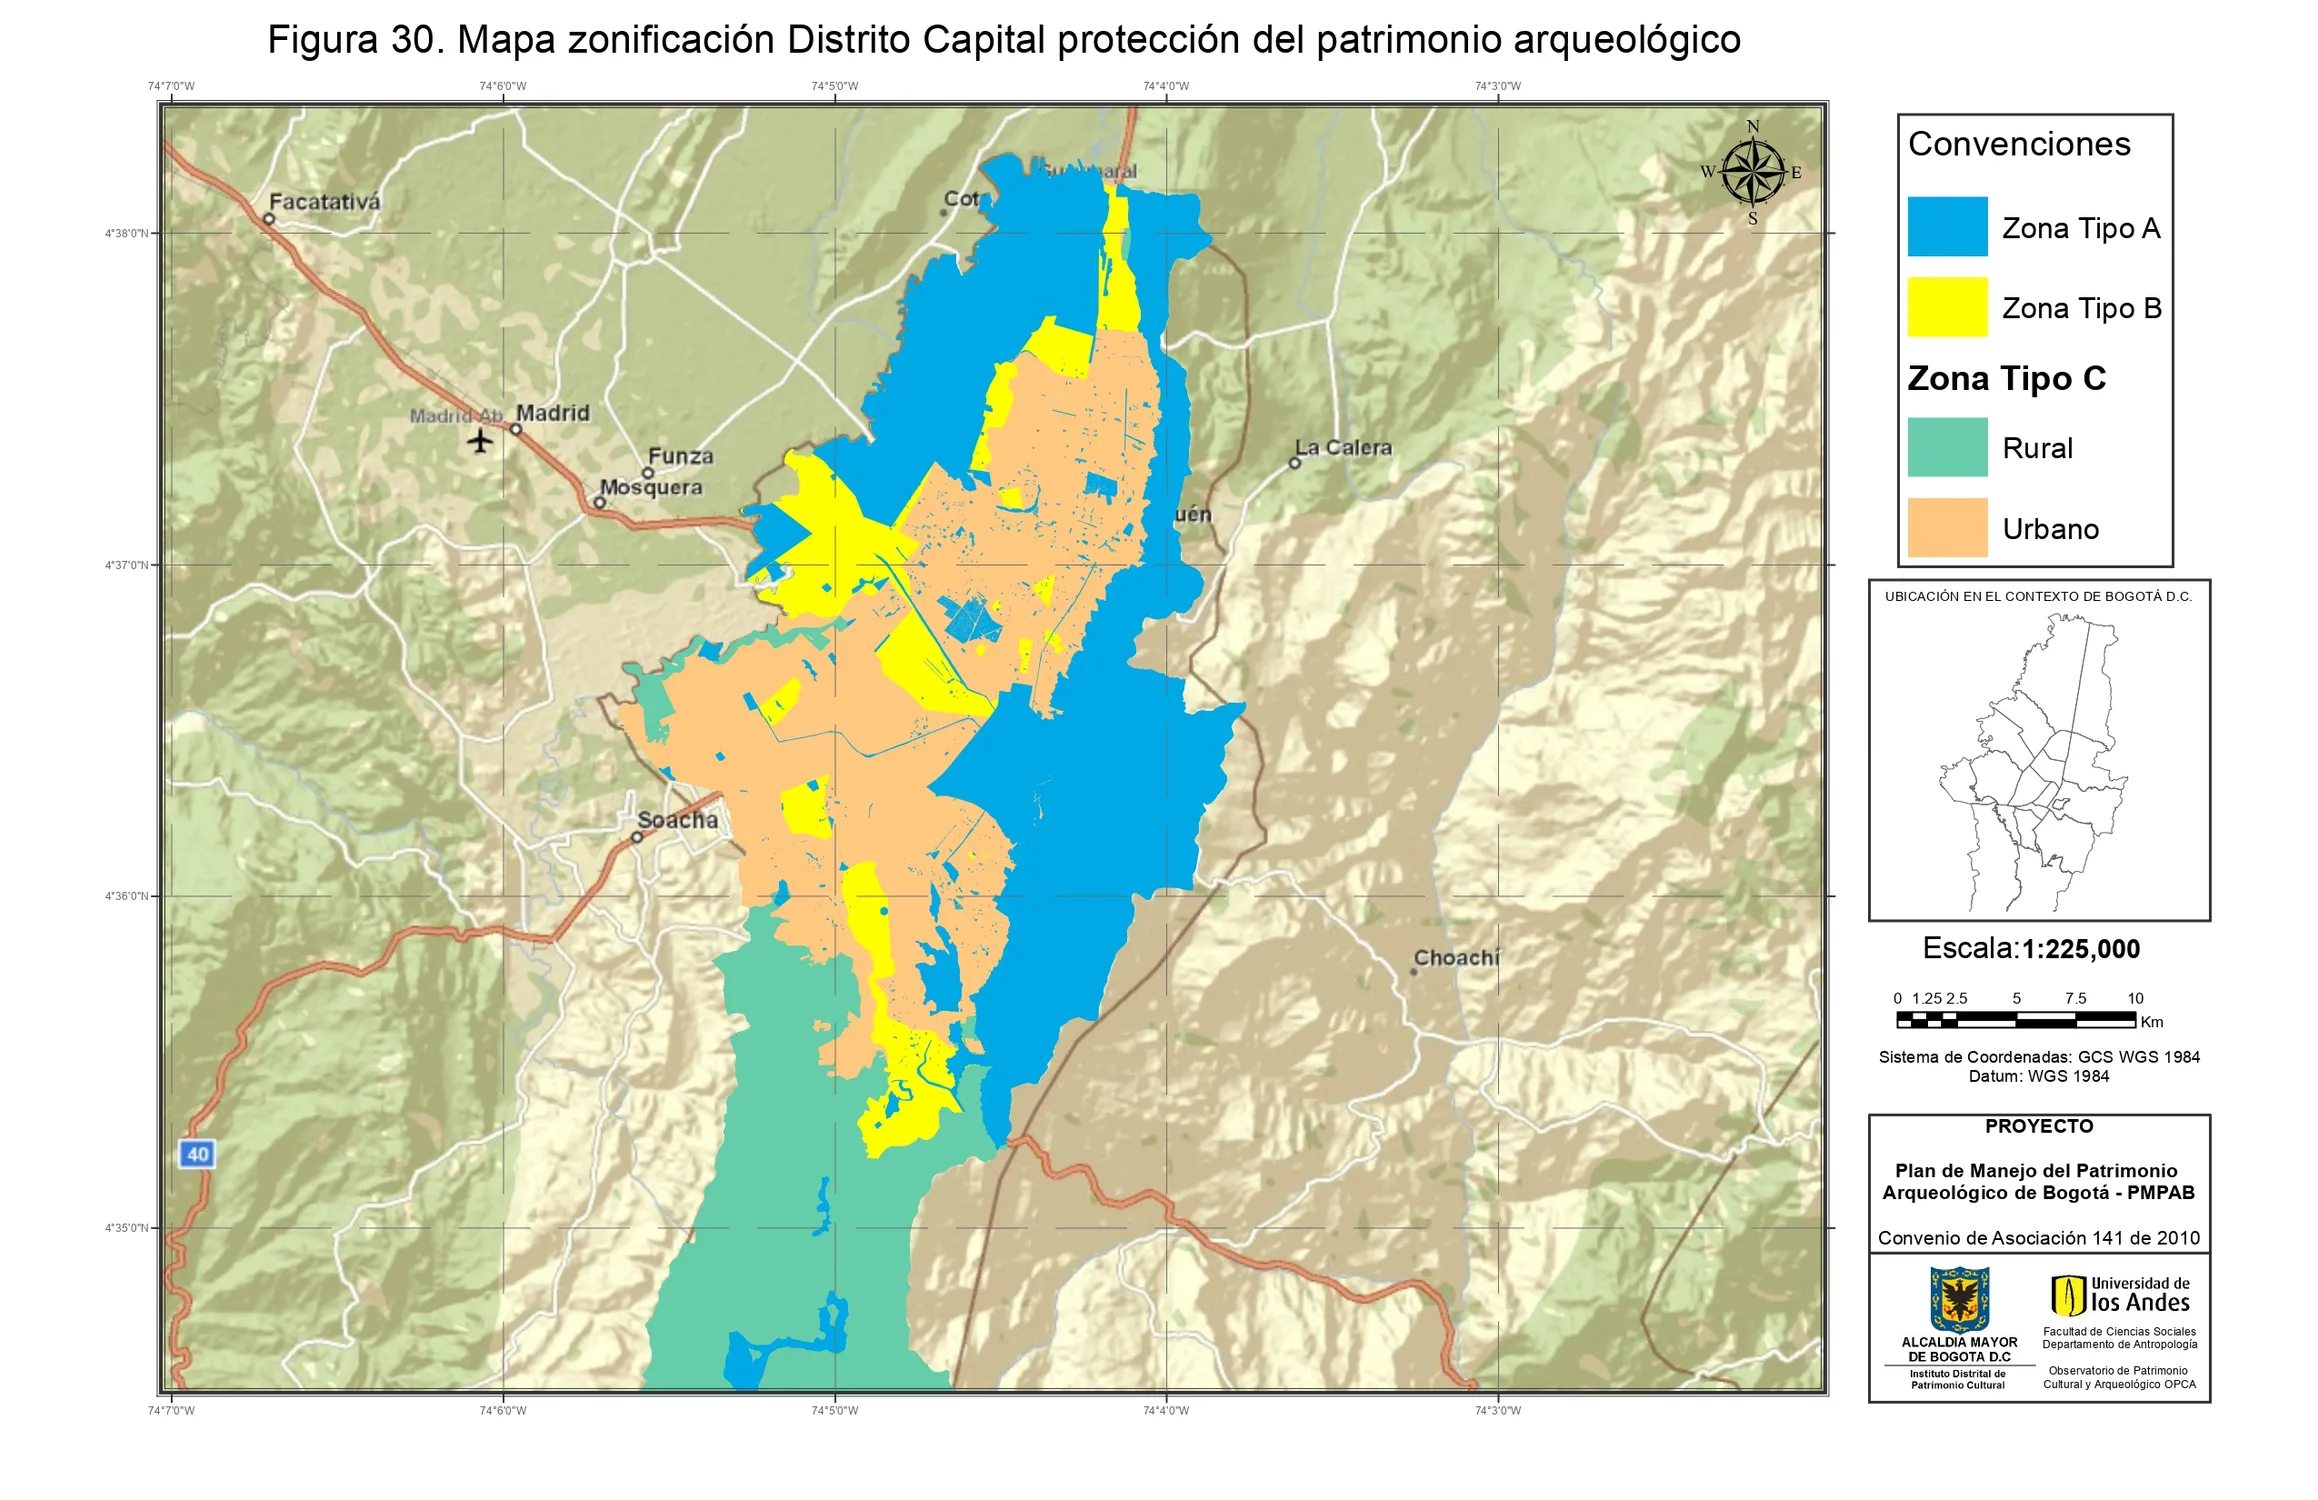 Figura 30. Mapa zonificación Distrito Capital protección del patrimonio arqueológico
74°7'0"W 74°6'0"W 74°5'0"W 74°4'0"W 74°3'0"W
4°38'0"N
4°37'0"N
4°36'0"N
4°35'0"N
74°7'0"W 74°6'0"W 74°5'0"W 74°4'0"W 74°3'0"W
N
W E
S
Facatativá
Cot
Madrid Ab
Madrid
Funza
Mosquera
La Calera
uén
Soacha
Choachí
40
Convenciones
Zona Tipo A
Zona Tipo B
Zona Tipo C
Rural
Urbano
UBICACIÓN EN EL CONTEXTO DE BOGOTÁ D.C.
Escala:1:225,000
0 1.25 2.5 5 7.5 10
Km
Sistema de Coordenadas: GCS WGS 1984
Datum: WGS 1984
PROYECTO
Plan de Manejo del Patrimonio
Arqueológico de Bogotá - PMPAB
Convenio de Asociación 141 de 2010
ALCALDIA MAYOR
DE BOGOTA D.C
Instituto Distrital de
Patrimonio Cultural
Universidad de
los Andes
Facultad de Ciencias Sociales
Departamento de Antropología
Observatorio de Patrimonio
Cultural y Arqueológico OPCA